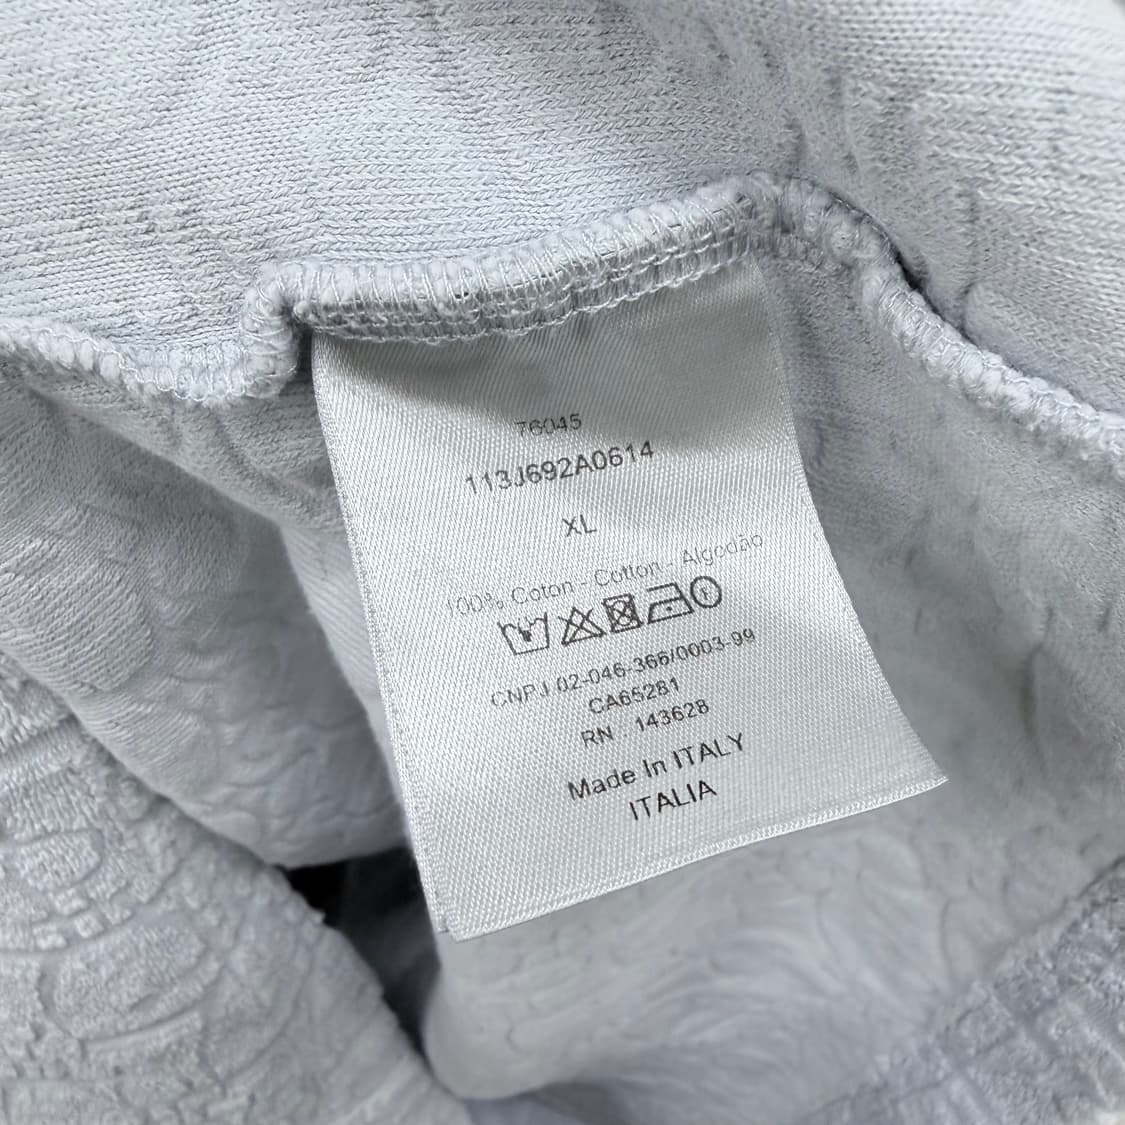 76045
113J692A0614
XL
100% Coton - Cotton - Algodão
CNPJ 02-046-366/0003-99
CA65281
RN : 143628
Made In ITALY
ITALIA